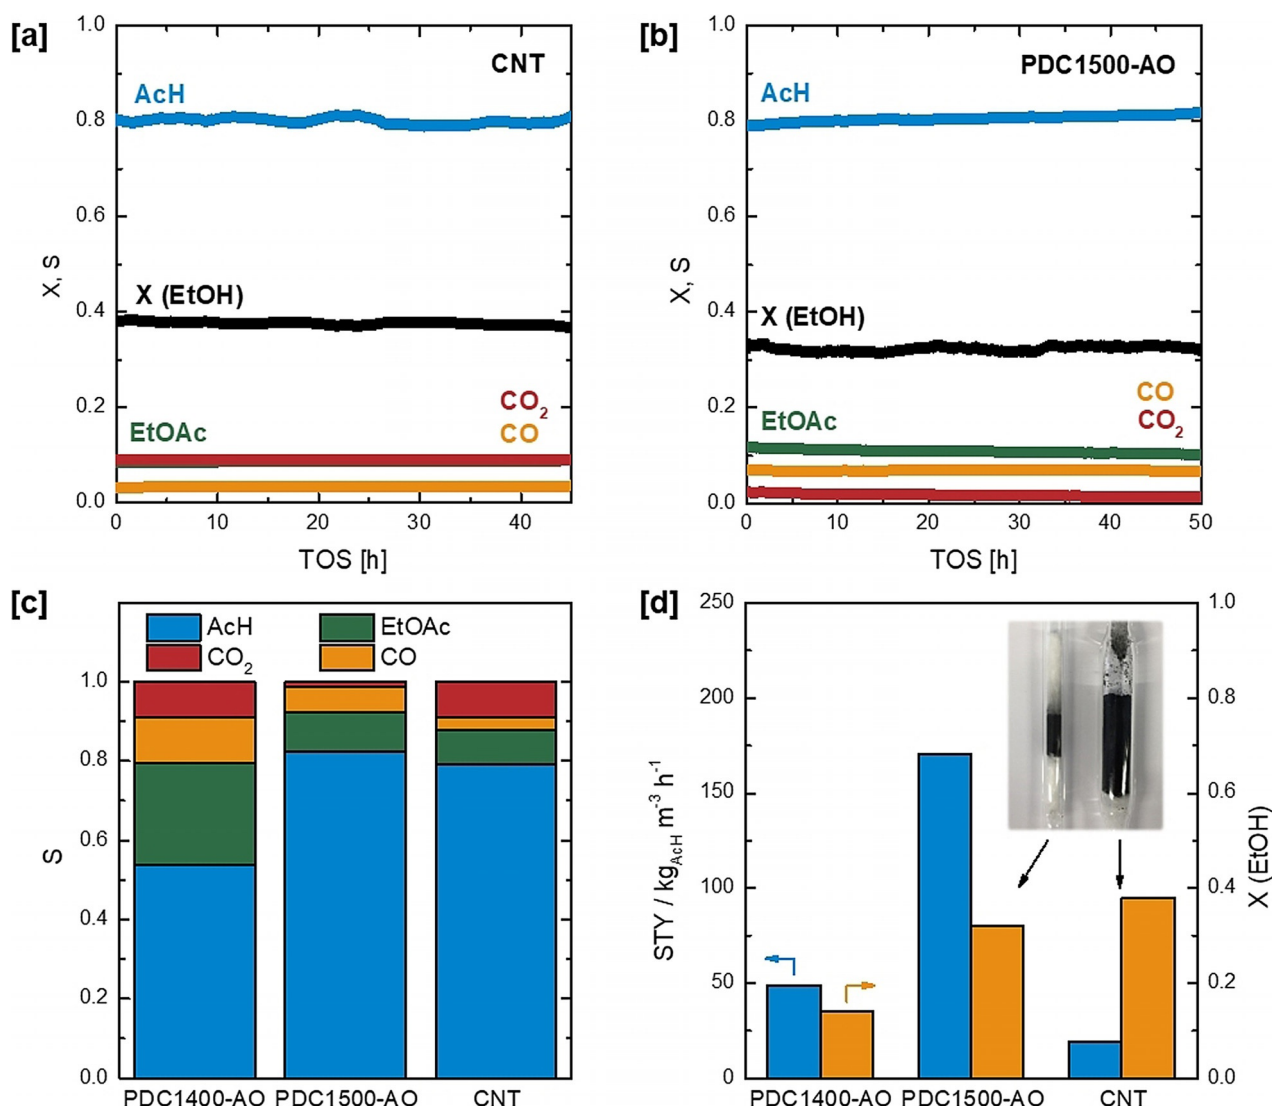 [a]
CNT
AcH
X (EtOH)
EtOAc
CO2
CO
1.0
0.8
0.6
0.4
0.2
0.0
X, S
0
10
20
30
40
TOS [h]
[b]
PDC1500-AO
AcH
X (EtOH)
EtOAc
CO
CO2
1.0
0.8
0.6
0.4
0.2
0.0
X, S
0
10
20
30
40
50
TOS [h]
[c]
AcH
EtOAc
CO2
CO
1.0
0.8
0.6
0.4
0.2
0.0
S
PDC1400-AO
PDC1500-AO
CNT
[d]
250
200
150
100
50
0
STY / kgAcH m-3 h-1
1.0
0.8
0.6
0.4
0.2
0.0
X (EtOH)
PDC1400-AO
PDC1500-AO
CNT